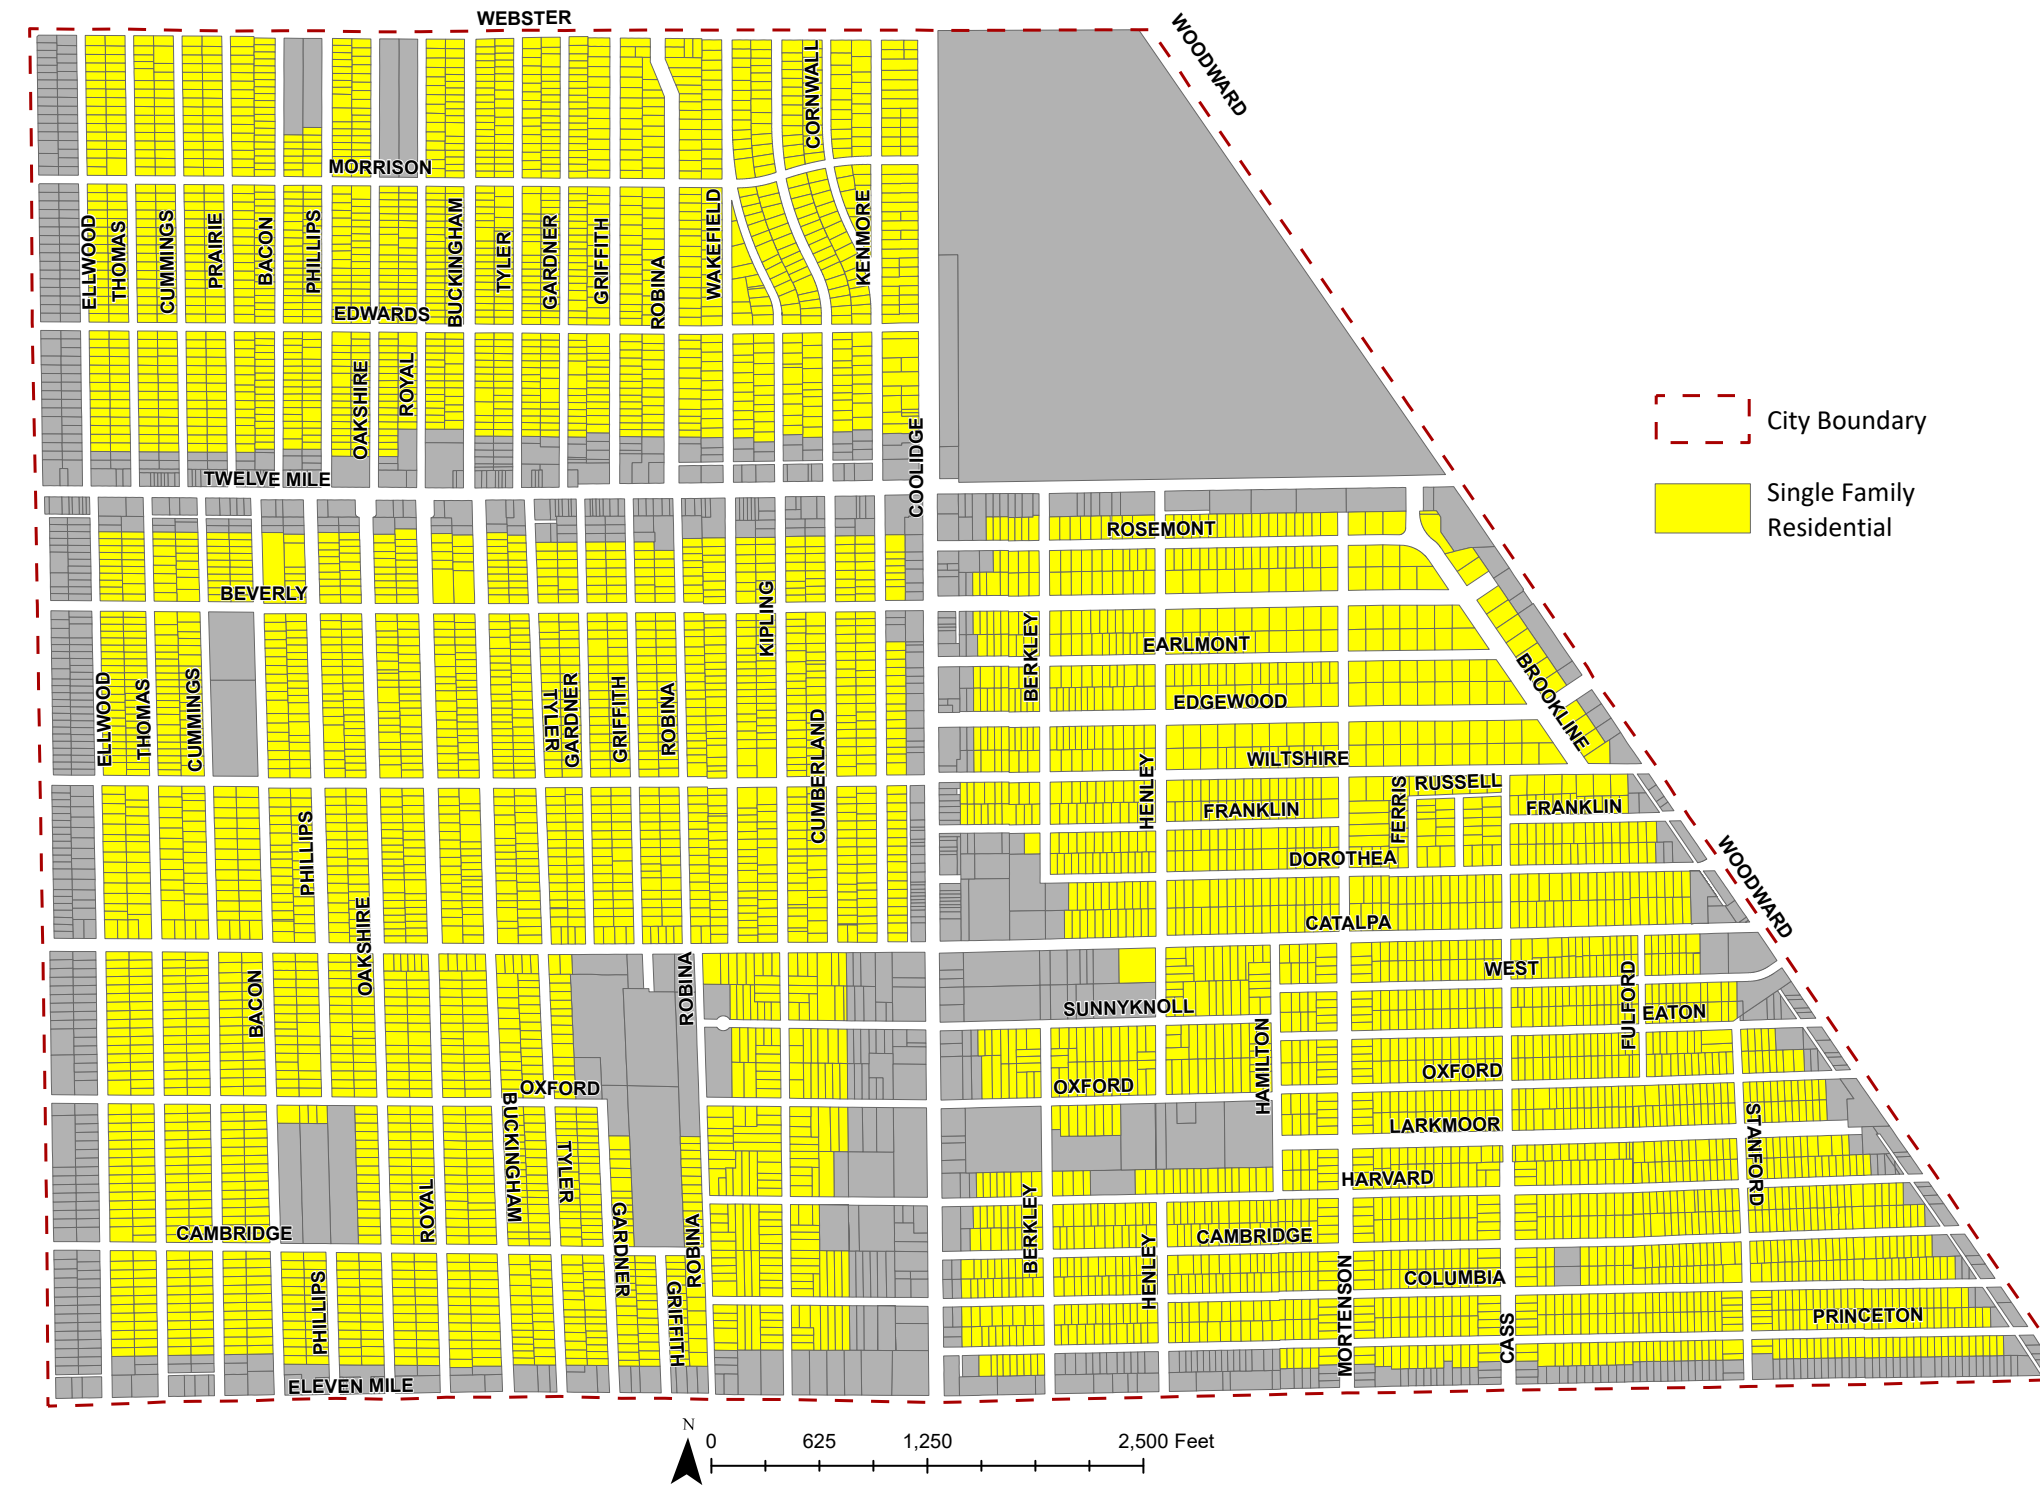 WEBSTER
WOODWARD
CORNWALL
MORRISON
ELLWOOD
THOMAS
CUMMINGS
PRAIRIE
BACON
PHILLIPS
BUCKINGHAM
TYLER
GARDNER
GRIFFITH
ROBINA
WAKEFIELD
KENMORE
EDWARDS
OAKSHIRE
ROYAL
COOLIDGE
City Boundary
TWELVE MILE
Single Family
Residential
ROSEMONT
BEVERLY
KIPLING
BERKLEY
EARLMONT
ELLWOOD
THOMAS
CUMMINGS
TYLER
GARDNER
GRIFFITH
ROBINA
CUMBERLAND
EDGEWOOD
BROOKLINE
HENLEY
WILTSHIRE
RUSSELL
FERRIS
FRANKLIN
FRANKLIN
PHILLIPS
DOROTHEA
WOODWARD
OAKSHIRE
CATALPA
BACON
ROBINA
WEST
SUNNYKNOLL
FULFORD
EATON
HAMILTON
OXFORD
OXFORD
OXFORD
BUCKINGHAM
TYLER
LARKMOOR
STANFORD
HARVARD
ROYAL
GARDNER
ROBINA
BERKLEY
CAMBRIDGE
HENLEY
CAMBRIDGE
MORTENSON
COLUMBIA
PHILLIPS
GRIFFITH
CASS
PRINCETON
ELEVEN MILE
N
0 625 1,250 2,500 Feet